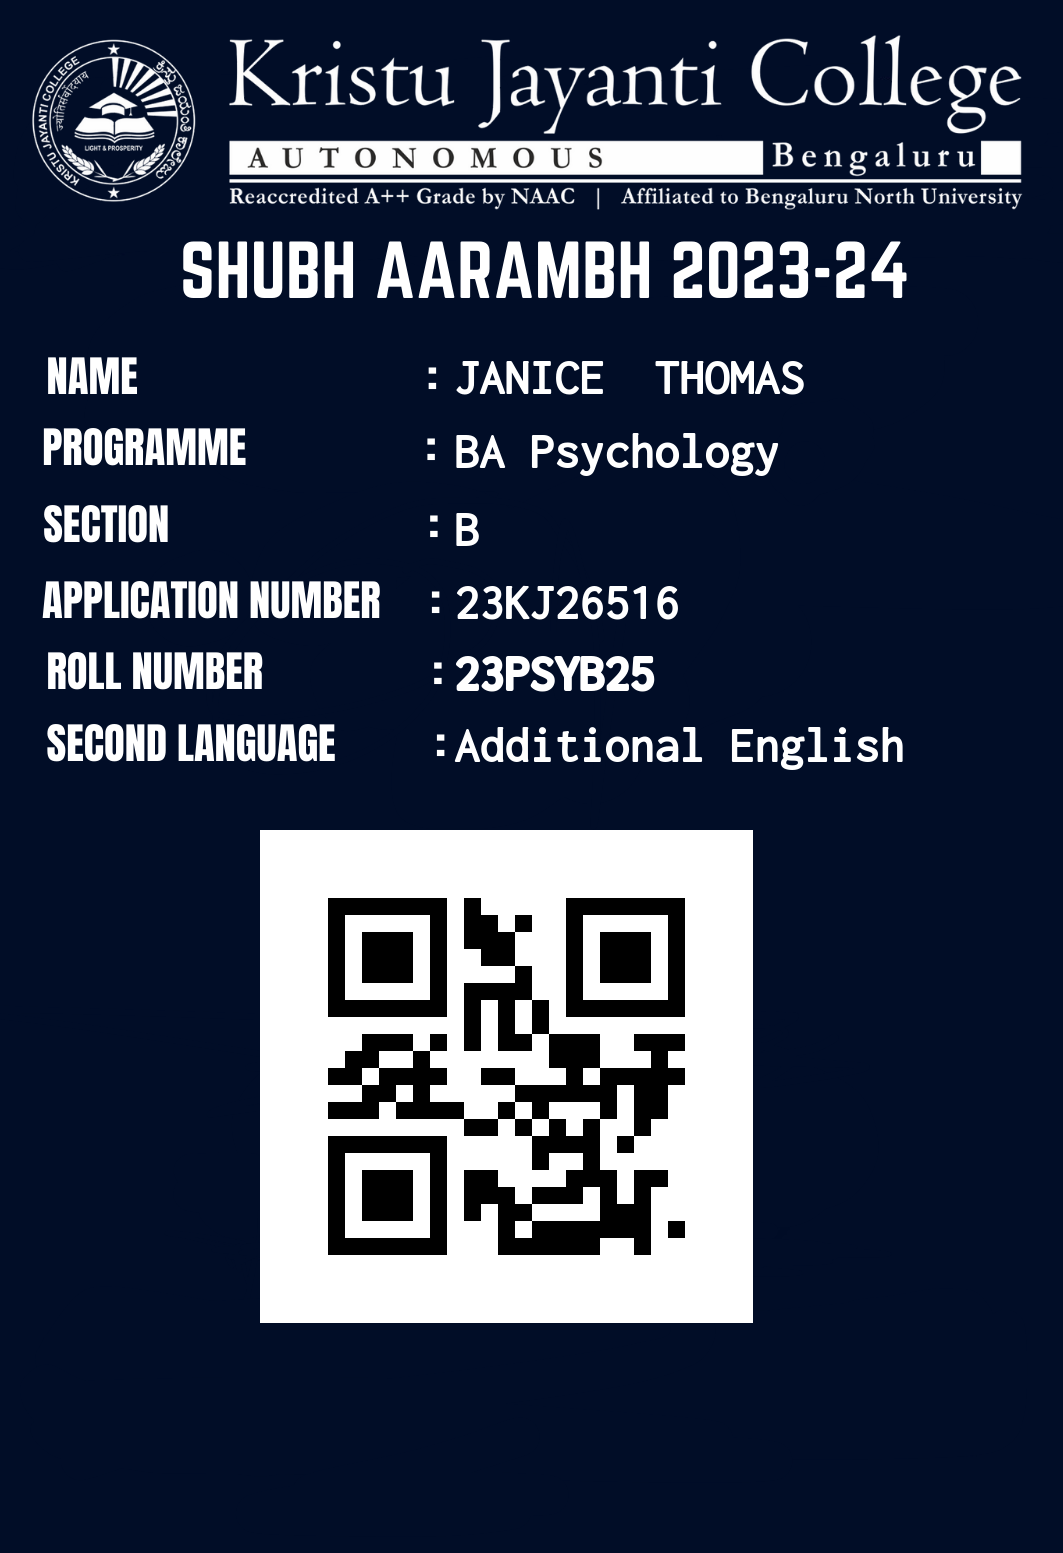 KRISTU JAYANTI COLLEGE
ಕ್ರಿಸ್ತು ಜಯಂತಿ ಕಾಲೇಜು
LIGHT & PROSPERITY
Kristu Jayanti College
AUTONOMOUS Bengaluru
Reaccredited A++ Grade by NAAC | Affiliated to Bengaluru North University
SHUBH AARAMBH 2023-24
NAME : JANICE THOMAS
PROGRAMME : BA Psychology
SECTION : B
APPLICATION NUMBER : 23KJ26516
ROLL NUMBER : 23PSYB25
SECOND LANGUAGE : Additional English